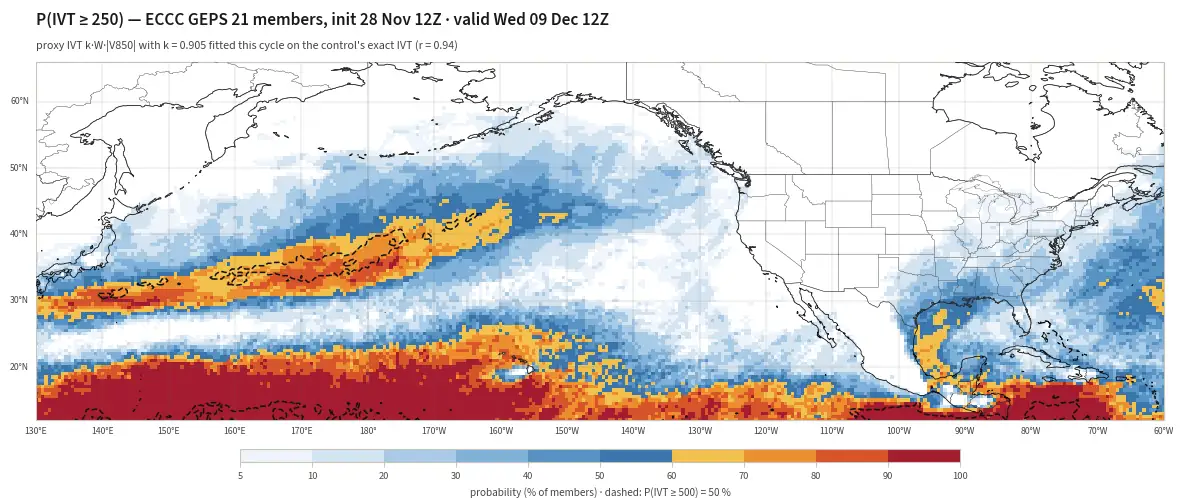 P(IVT ≥ 250) — ECCC GEPS 21 members, init 28 Nov 12Z · valid Wed 09 Dec 12Z
proxy IVT k·W·|V850| with k = 0.905 fitted this cycle on the control's exact IVT (r = 0.94)
60°N
50°N
40°N
30°N
20°N
130°E 140°E 150°E 160°E 170°E 180° 170°W 160°W 150°W 140°W 130°W 120°W 110°W 100°W 90°W 80°W 70°W 60°W
5 10 20 30 40 50 60 70 80 90 100
probability (% of members) · dashed: P(IVT ≥ 500) = 50 %